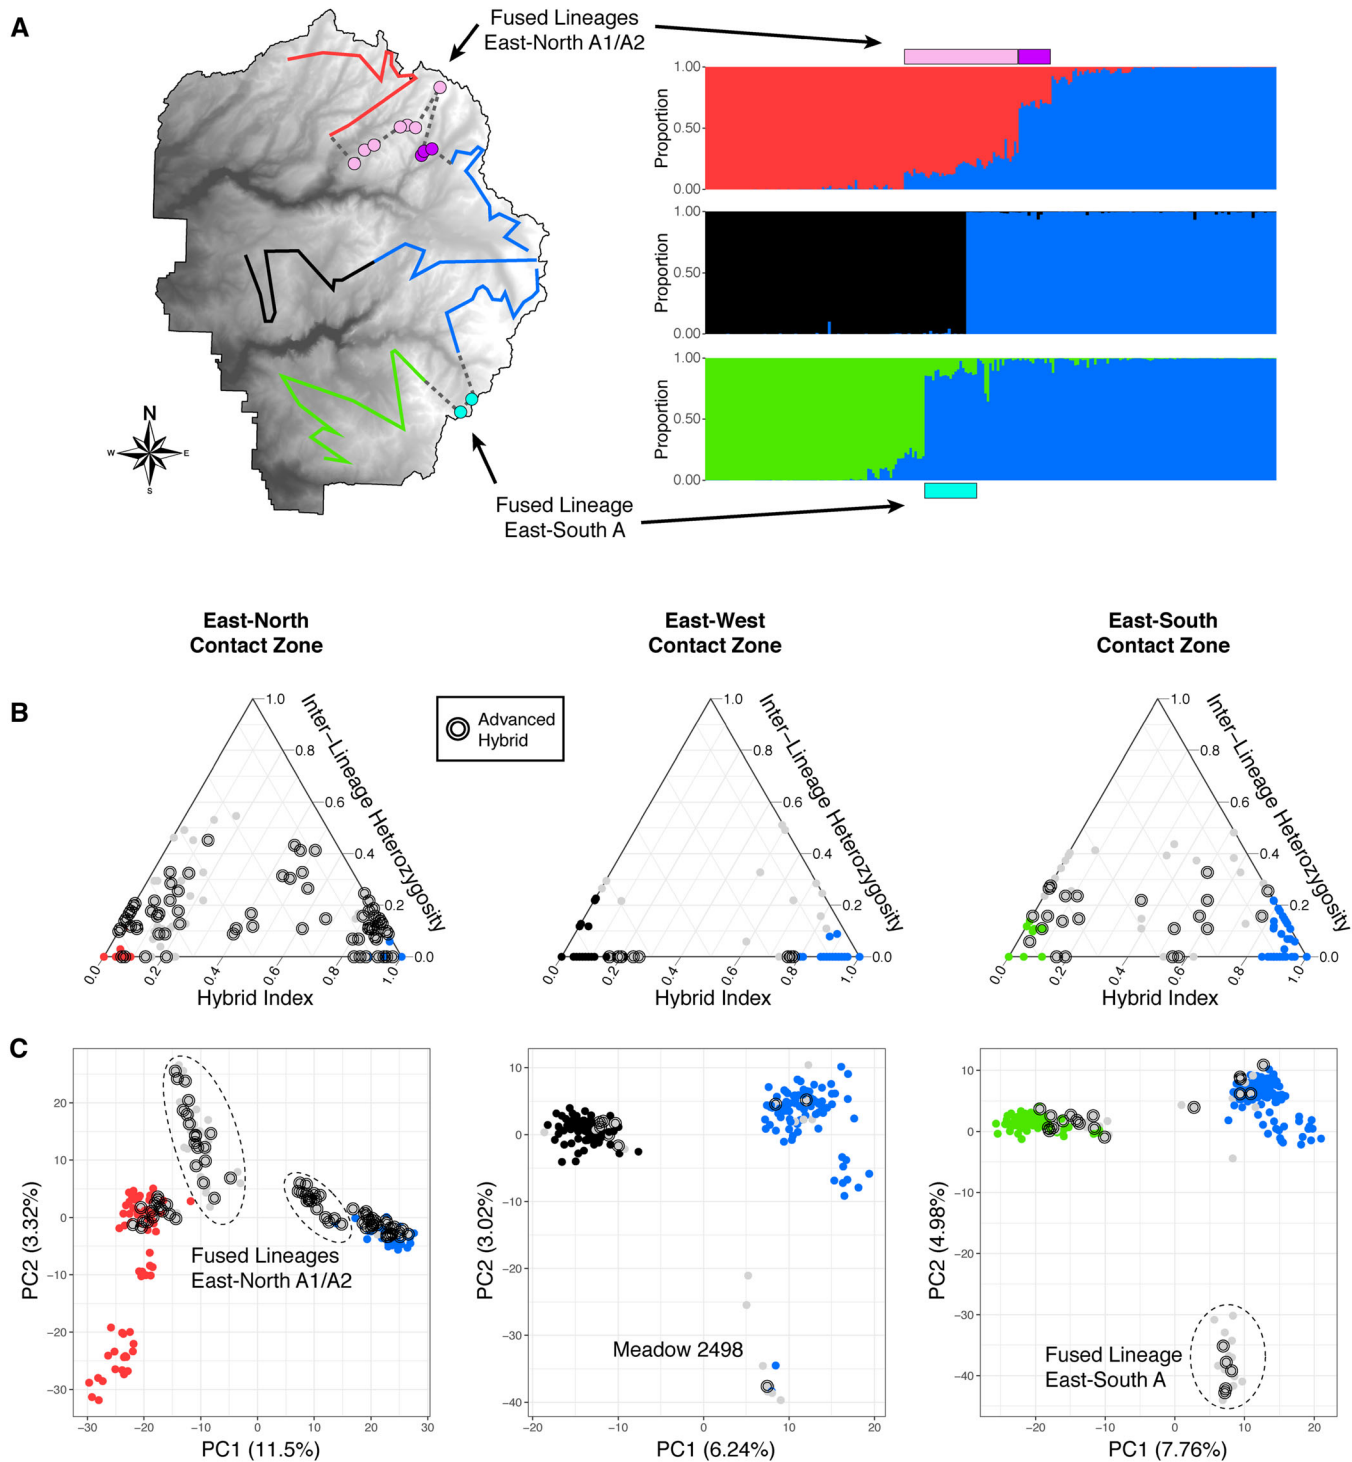 A
Fused Lineages
East-North A1/A2
N
W
E
S
Fused Lineage
East-South A
Proportion
1.00
0.50
0.00
Proportion
1.00
0.50
0.00
Proportion
1.00
0.50
0.00
East-North
Contact Zone
East-West
Contact Zone
East-South
Contact Zone
B
Advanced
Hybrid
1.0
0.8
0.6
0.4
0.2
0.0
Inter-Lineage Heterozygosity
0.0
0.2
0.4
0.6
0.8
1.0
Hybrid Index
1.0
0.8
0.6
0.4
0.2
0.0
Inter-Lineage Heterozygosity
0.0
0.2
0.4
0.6
0.8
1.0
Hybrid Index
1.0
0.8
0.6
0.4
0.2
0.0
Inter-Lineage Heterozygosity
0.0
0.2
0.4
0.6
0.8
1.0
Hybrid Index
C
PC2 (3.32%)
20
10
0
−10
−20
−30
Fused Lineages
East-North A1/A2
−30
−20
−10
0
10
20
30
PC1 (11.5%)
PC2 (3.02%)
10
0
−10
−20
−30
−40
Meadow 2498
−20
−10
0
10
20
PC1 (6.24%)
PC2 (4.98%)
10
0
−10
−20
−30
−40
Fused Lineage
East-South A
−20
−10
0
10
20
PC1 (7.76%)